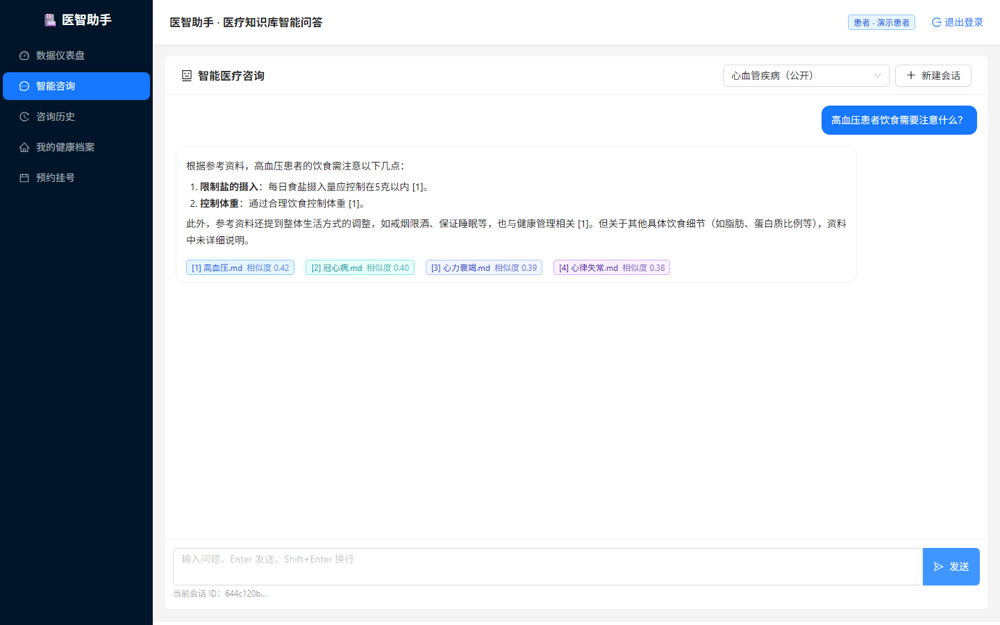 医智助手
医智助手 · 医疗知识库智能问答
患者 · 演示患者
退出登录
数据仪表盘
智能咨询
咨询历史
我的健康档案
预约挂号
智能医疗咨询
心血管疾病（公开）
新建会话
高血压患者饮食需要注意什么？
根据参考资料，高血压患者的饮食需注意以下几点：
1. 限制盐的摄入：每日食盐摄入量应控制在5克以内 [1]。
2. 控制体重：通过合理饮食控制体重 [1]。
此外，参考资料还提到整体生活方式的调整，如戒烟限酒、保证睡眠等，也与健康管理相关 [1]。但关于其他具体饮食细节（如脂肪、蛋白质比例等），资料
中未详细说明。
[1] 高血压.md 相似度 0.42
[2] 冠心病.md 相似度 0.40
[3] 心力衰竭.md 相似度 0.39
[4] 心律失常.md 相似度 0.38
输入问题，Enter 发送，Shift+Enter 换行
发送
当前会话 ID：644c120b...